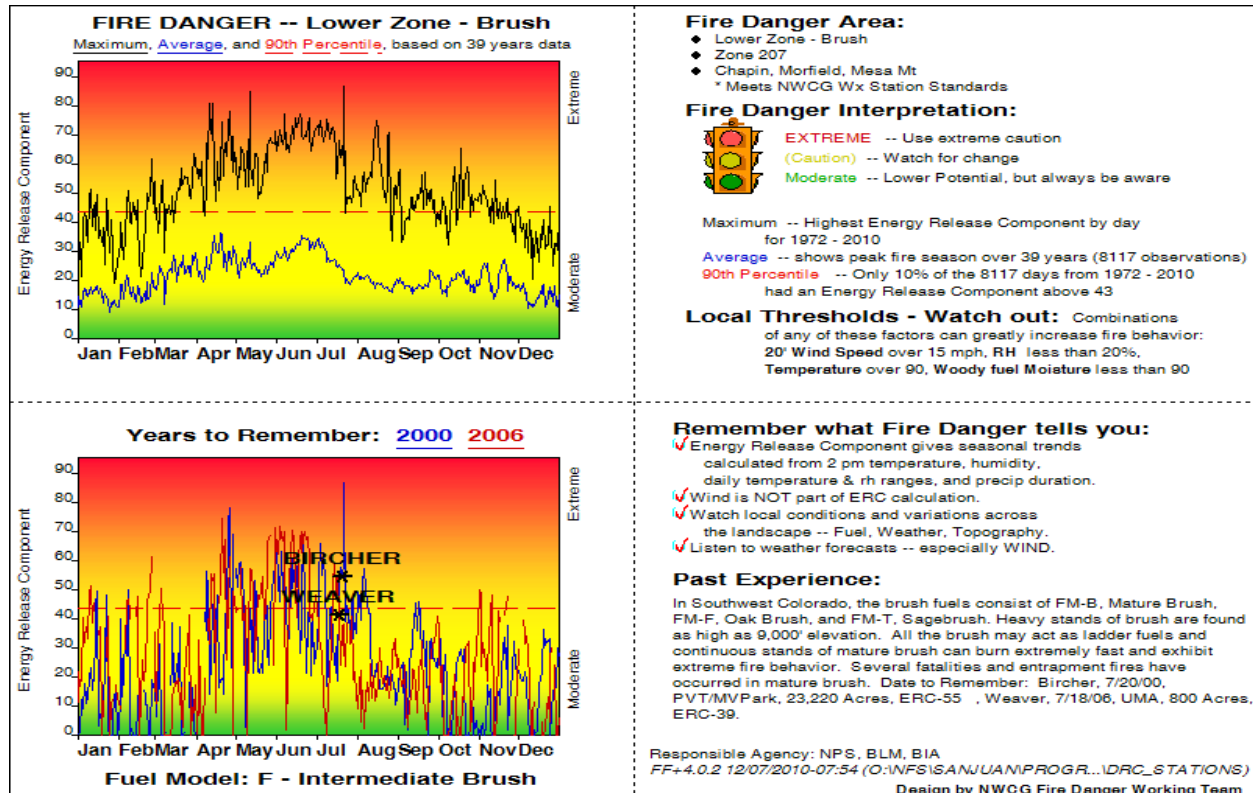 FIRE DANGER -- Lower Zone - Brush
Maximum, Average, and 90th Percentile, based on 39 years data
Energy Release Component
90
80
70
60
50
40
30
20
10
0
Extreme
Moderate
Jan Feb Mar Apr May Jun Jul Aug Sep Oct Nov Dec
Fire Danger Area:
Lower Zone - Brush
Zone 207
Chapin, Morfield, Mesa Mt
* Meets NWCG Wx Station Standards
Fire Danger Interpretation:
EXTREME -- Use extreme caution
(Caution) -- Watch for change
Moderate -- Lower Potential, but always be aware
Maximum -- Highest Energy Release Component by day
for 1972 - 2010
Average -- shows peak fire season over 39 years (8117 observations)
90th Percentile -- Only 10% of the 8117 days from 1972 - 2010
had an Energy Release Component above 43
Local Thresholds - Watch out: Combinations
of any of these factors can greatly increase fire behavior:
20' Wind Speed over 15 mph, RH less than 20%,
Temperature over 90, Woody fuel Moiature less than 90
Years to Remember: 2000 2006
Energy Release Component
90
80
70
60
50
40
30
20
10
0
BIRCHER
WEAVER
Extreme
Moderate
Jan Feb Mar Apr May Jun Jul Aug Sep Oct Nov Dec
Fuel Model: F - Intermediate Brush
Remember what Fire Danger tells you:
Energy Release Component gives seasonal trends
calculated from 2 pm temperature, humidity,
daily temperature & rh ranges, and precip duration.
Wind is NOT part of ERC calculation.
Watch local conditions and variations across
the landscape -- Fuel, Weather, Topography.
Listen to weather forecasts -- especially WIND.
Past Experience:
In Southwest Colorado, the brush fuels consist of FM-B, Mature Brush,
FM-F, Oak Brush, and FM-T, Sagebrush. Heavy stands of brush are found
as high as 9,000' elevation. All the brush may act as ladder fuels and
continuous stands of mature brush can burn extremely fast and exhibit
extreme fire behavior. Several fatalities and entrapment fires have
occurred in mature brush. Date to Remember: Bircher, 7/20/00,
PVT/MVPark, 23,220 Acres, ERC-55 , Weaver, 7/18/06, UMA, 800 Acres,
ERC-39.
Responsible Agency: NPS, BLM, BIA
FF+4.0.2 12/07/2010-07:54 (O:\NFS\SANJUAN\PROGR...\DRC_STATIONS)
Design by NWCG Fire Danger Working Team